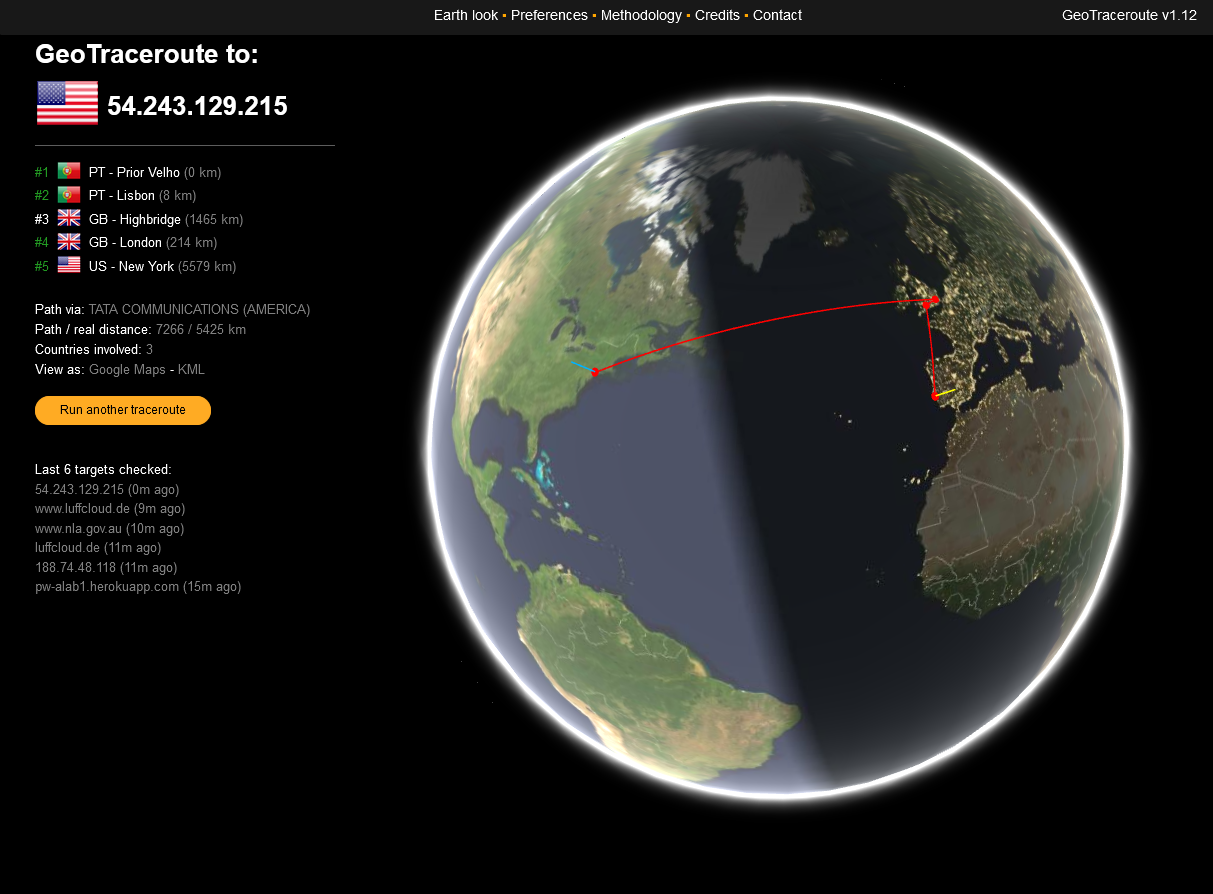 Earth look ▪ Preferences ▪ Methodology ▪ Credits ▪ Contact
GeoTraceroute v1.12
GeoTraceroute to:
54.243.129.215
#1 PT - Prior Velho (0 km)
#2 PT - Lisbon (8 km)
#3 GB - Highbridge (1465 km)
#4 GB - London (214 km)
#5 US - New York (5579 km)
Path via: TATA COMMUNICATIONS (AMERICA)
Path / real distance: 7266 / 5425 km
Countries involved: 3
View as: Google Maps - KML
Run another traceroute
Last 6 targets checked:
54.243.129.215 (0m ago)
www.luffcloud.de (9m ago)
www.nla.gov.au (10m ago)
luffcloud.de (11m ago)
188.74.48.118 (11m ago)
pw-alab1.herokuapp.com (15m ago)